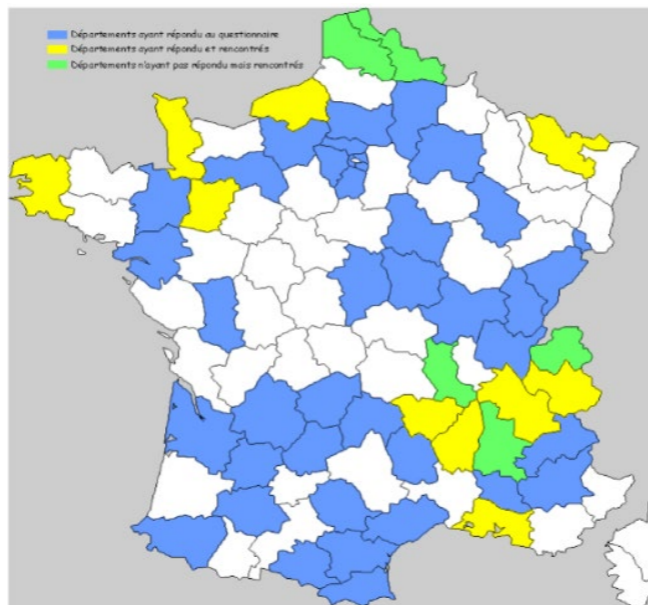 Départements ayant répondu au questionnaire
Départements ayant répondu et rencontrés
Départements n'ayant pas répondu mais rencontrés